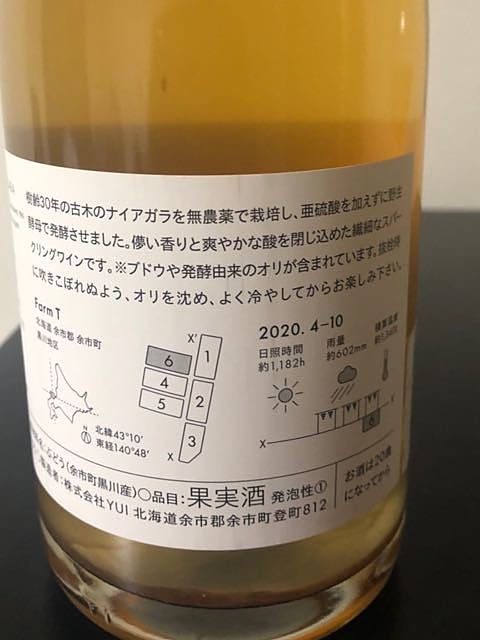 樹齢30年の古木のナイアガラを無農薬で栽培し、亜硫酸を加えずに野生
酵母で発酵させました。儚い香りと爽やかな酸を閉じ込めた繊細なスパー
クリングワインです。※ブドウや発酵由来のオリが含まれています。抜栓時
に吹きこぼれぬよう、オリを沈め、よく冷やしてからお楽しみ下さい。
Farm T
北海道 余市郡 余市町
黒川地区
N
北緯43°10'
東経140°48'
X'
6
1
4
5
2
3
X
2020. 4–10
日照時間
約1,182h
雨量
約602mm
積算温度
X
6
X'
ぶどう(余市町黒川産)○品目:果実酒 発泡性①
株式会社YUI 北海道余市郡余市町登町812
お酒は20歳
になってから